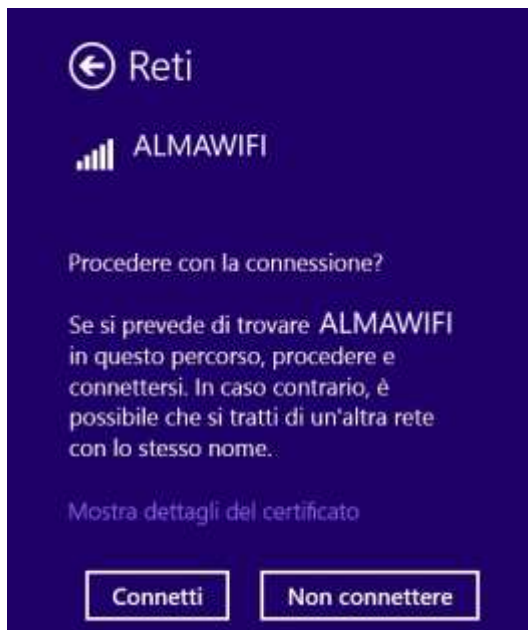 Reti
ALMAWIFI
Procedere con la connessione?
Se si prevede di trovare ALMAWIFI
in questo percorso, procedere e
connettersi. In caso contrario, è
possibile che si tratti di un'altra rete
con lo stesso nome.
Mostra dettagli del certificato
Connetti
Non connettere